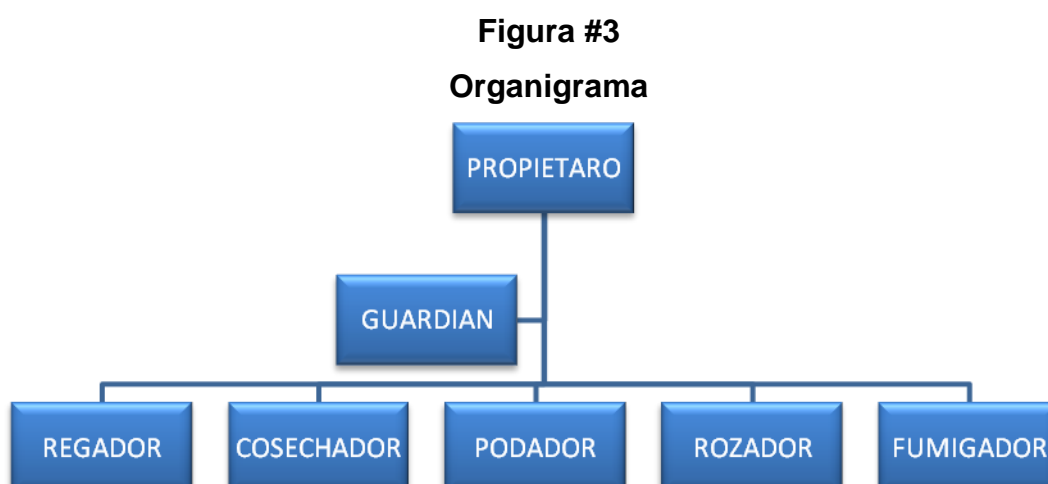 Figura #3
Organigrama
PROPIETARO
GUARDIAN
REGADOR
COSECHADOR
PODADOR
ROZADOR
FUMIGADOR